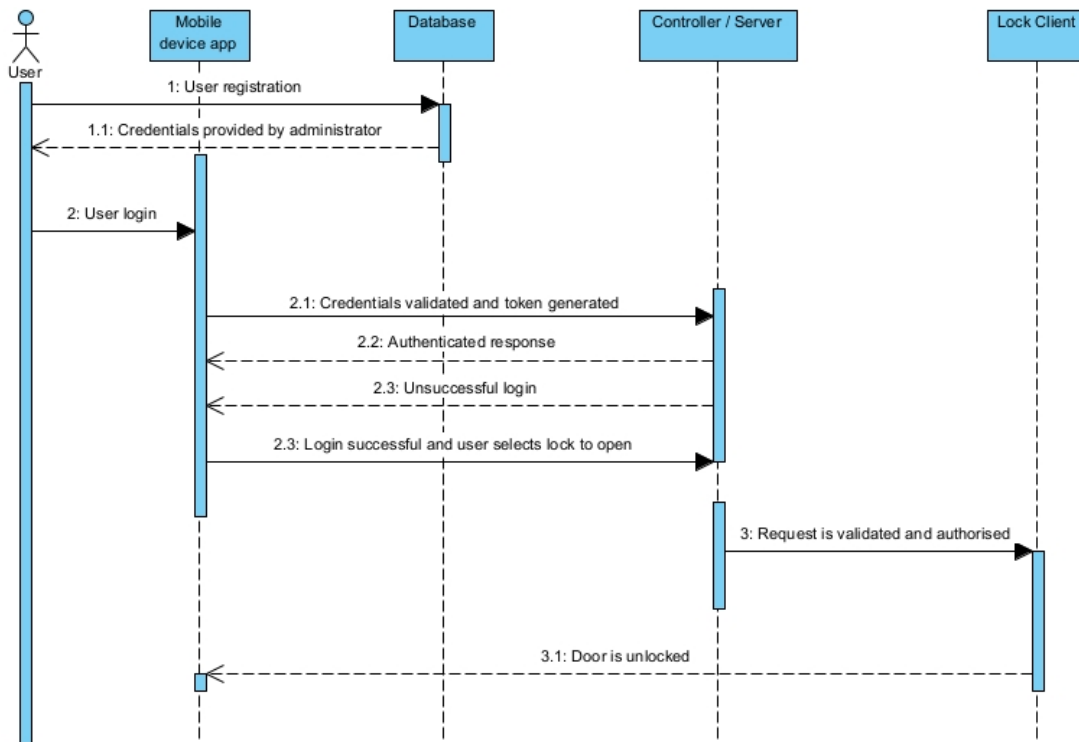 User
Mobile
device app
Database
Controller / Server
Lock Client
1: User registration
1.1: Credentials provided by administrator
2: User login
2.1: Credentials validated and token generated
2.2: Authenticated response
2.3: Unsuccessful login
2.3: Login successful and user selects lock to open
3: Request is validated and authorised
3.1: Door is unlocked